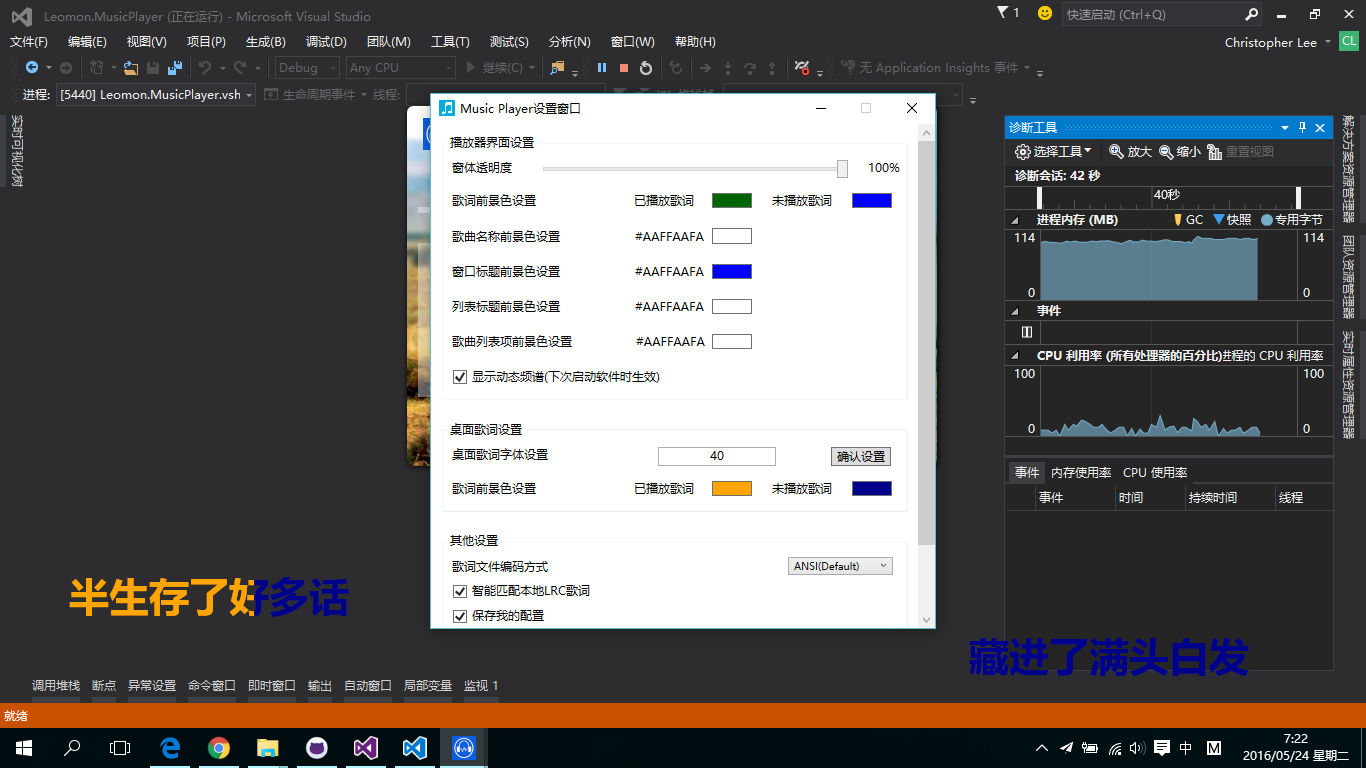 Leomon.MusicPlayer (正在运行) - Microsoft Visual Studio
1
快速启动 (Ctrl+Q)
文件(F) 编辑(E) 视图(V) 项目(P) 生成(B) 调试(D) 团队(M) 工具(T) 测试(S) 分析(N) 窗口(W) 帮助(H)
Christopher Lee
CL
Debug Any CPU 继续(C) 无 Application Insights 事件
进程: [5440] Leomon.MusicPlayer.vsh 生命周期事件 线程:
实时可视化树
Music Player设置窗口
播放器界面设置
窗体透明度 100%
歌词前景色设置 已播放歌词 未播放歌词
歌曲名称前景色设置 #AAFFAAFA
窗口标题前景色设置 #AAFFAAFA
列表标题前景色设置 #AAFFAAFA
歌曲列表项前景色设置 #AAFFAAFA
显示动态频谱(下次启动软件时生效)
桌面歌词设置
桌面歌词字体设置 40 确认设置
歌词前景色设置 已播放歌词 未播放歌词
其他设置
歌词文件编码方式 ANSI(Default)
智能匹配本地LRC歌词
保存我的配置
诊断工具
选择工具 放大 缩小 重置视图
诊断会话: 42 秒
40秒
进程内存 (MB) GC 快照 专用字节
114 114
0 0
事件
CPU 利用率 (所有处理器的百分比)进程的 CPU 利用率
100 100
0 0
事件 内存使用率 CPU 使用率
事件 时间 持续时间 线程
解决方案资源管理器
团队资源管理器
实时属性资源管理器
半生存了好多话
藏进了满头白发
调用堆栈 断点 异常设置 命令窗口 即时窗口 输出 自动窗口 局部变量 监视 1
就绪
中 M
7:22
2016/05/24 星期二